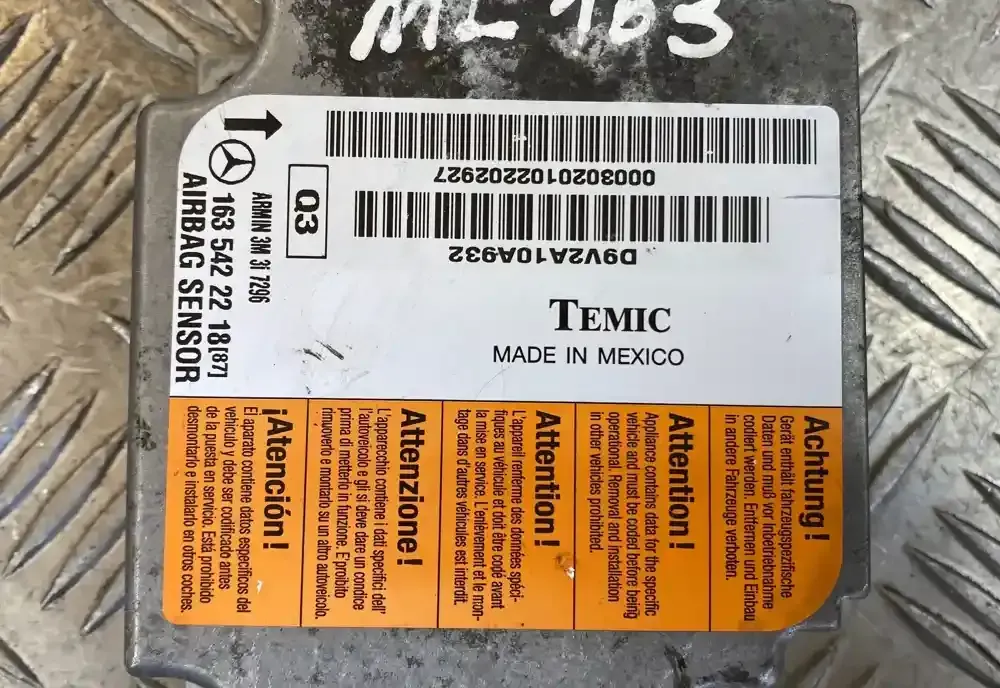 ML 163
0003020102202927
D9V2A10A932
TEMIC
MADE IN MEXICO
Q3
ARMIN 3M 3i 7296
163 542 22 18 [87]
AIRBAG SENSOR
Achtung!
Gerät enthält fahrzeugspezifische
Daten und muß vor Inbetriebnahme
codiert werden. Entfernen und Einbau
in andere Fahrzeuge verboten.
Attention!
Appliance contains data for the specific
vehicle and must be coded before being
operational. Removal and installation
in other vehicles prohibited.
Attention!
L'appareil renferme des données spéci-
fiques au véhicule et doit être codé avant
la mise en service. L'enlèvement et le mon-
tage dans d'autres véhicules est interdit.
Attenzione!
L'apparecchio contiene i dati specifici dell'
l'autoveicolo e gli si deve dare un condice
prima di metterlo in funzione. E'proibito
rimuoverlo e montarlo su un altro autoveicolo.
¡Atención!
El aparato contiene datos específicos del
vehículo y debe ser codificado antes
de la puesta en servicio. Está prohibido
desmontarlo e instalarlo en otros coches.